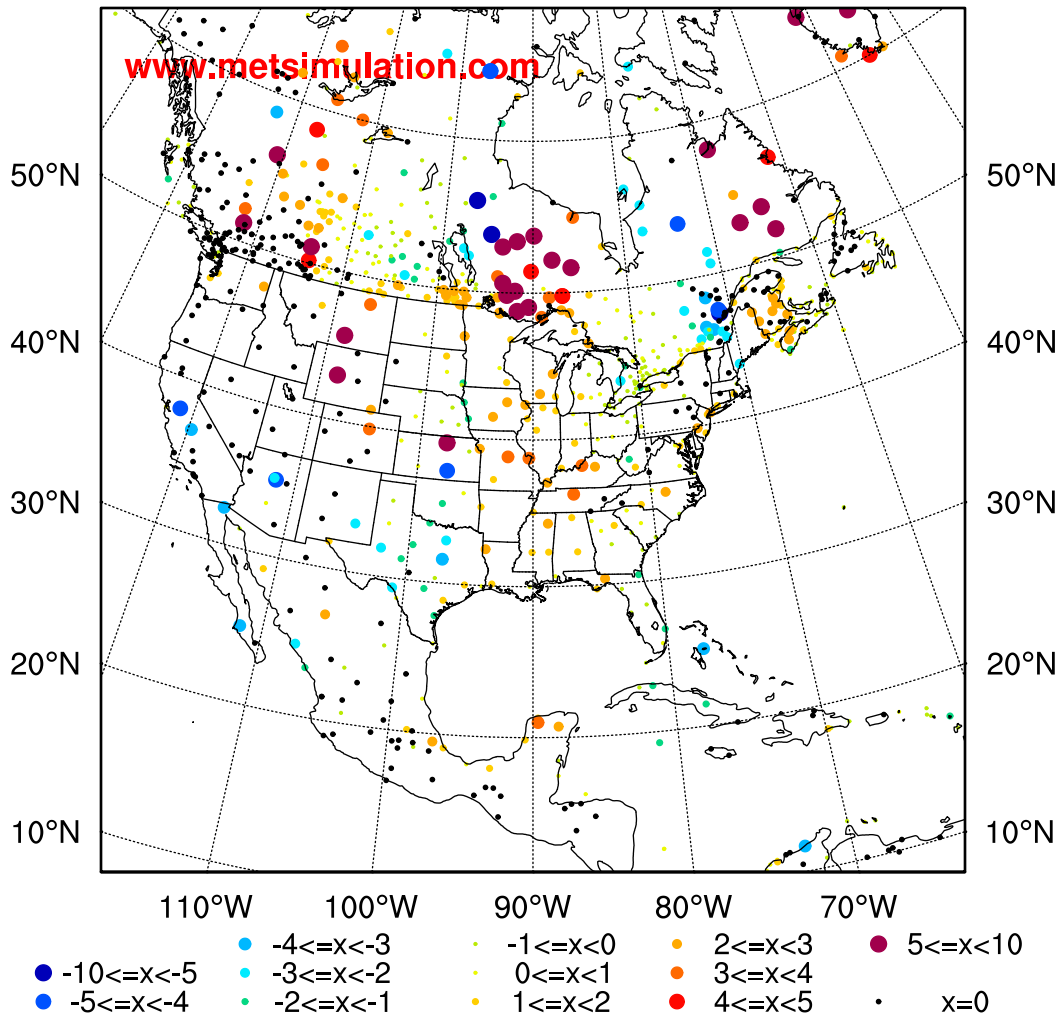 www.metsimulation.com
50°N 50°N
40°N 40°N
30°N 30°N
20°N 20°N
10°N 10°N
110°W 100°W 90°W 80°W 70°W
-4<=x<-3 -1<=x<0 2<=x<3 5<=x<10
-10<=x<-5 -3<=x<-2 0<=x<1 3<=x<4
-5<=x<-4 -2<=x<-1 1<=x<2 4<=x<5 x=0